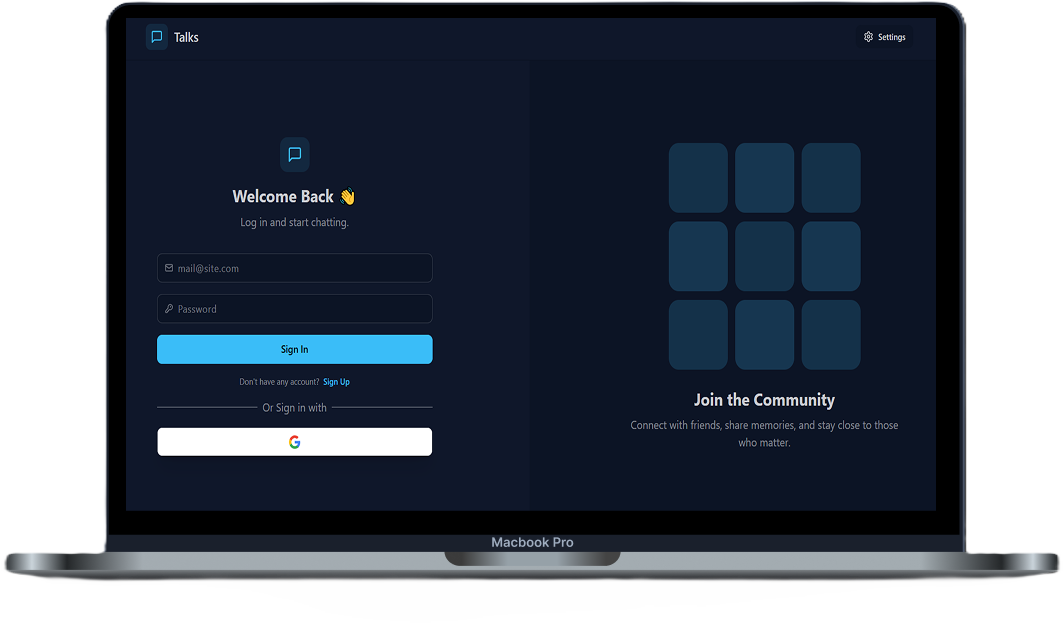 Talks
Settings
Welcome Back 👋
Log in and start chatting.
mail@site.com
Password
Sign In
Don't have any account? Sign Up
Or Sign in with
G
Join the Community
Connect with friends, share memories, and stay close to those
who matter.
Macbook Pro